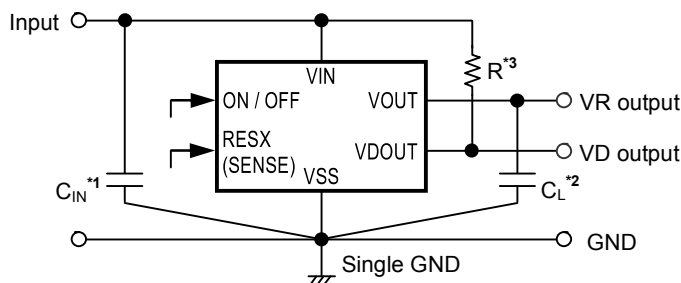 Input
VIN
R*3
ON / OFF
VOUT
VR output
RESX
(SENSE)
VDOUT
VD output
VSS
CIN*1
CL*2
GND
Single GND